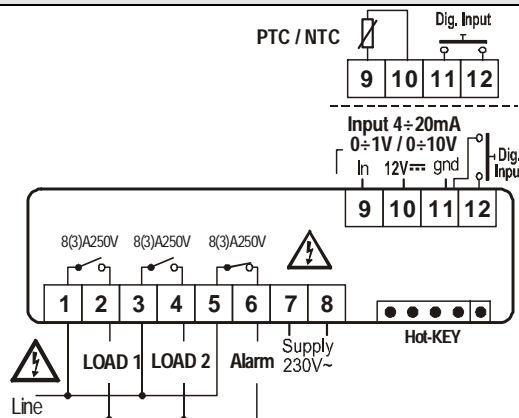 Dig. Input
PTC / NTC
9 10 11 12
Input 4÷20mA
0÷1V / 0÷10V
In 12V gnd
Dig.
Input
9 10 11 12
8(3)A250V 8(3)A250V 8(3)A250V
1 2 3 4 5 6 7 8
Hot-KEY
LOAD 1 LOAD 2 Alarm Supply
230V~
Line